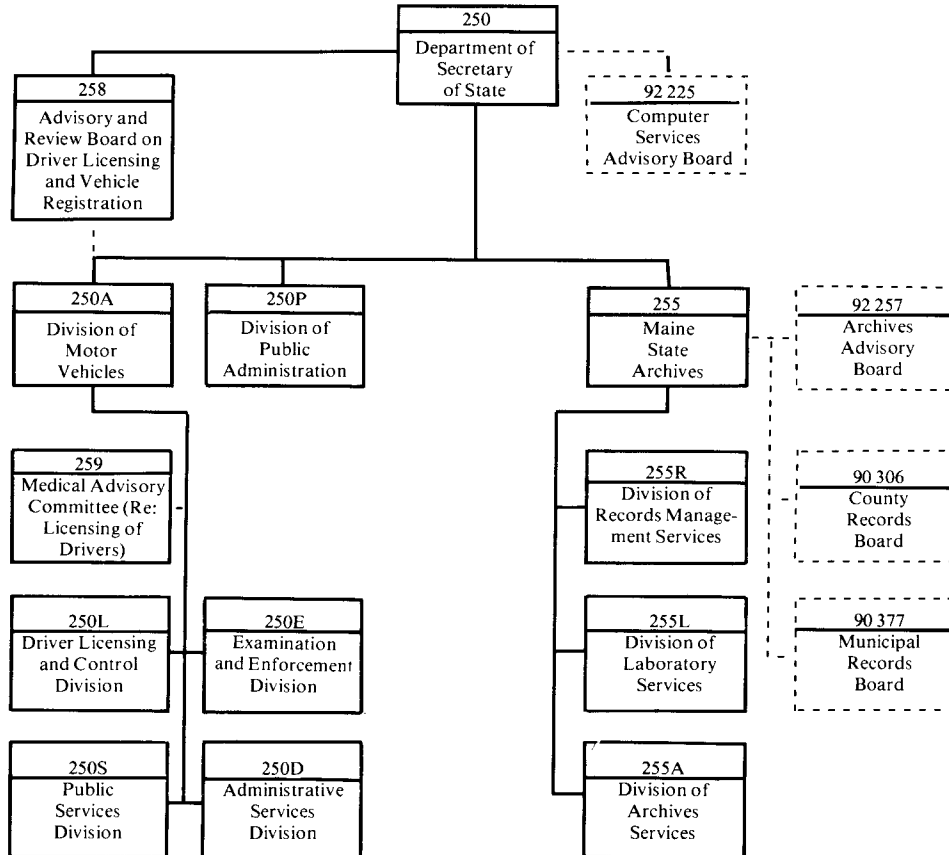 250
Department of
Secretary
of State
258
Advisory and
Review Board on
Driver Licensing
and Vehicle
Registration
92 225
Computer
Services
Advisory Board
250A
Division of
Motor
Vehicles
250P
Division of
Public
Administration
255
Maine
State
Archives
92 257
Archives
Advisory
Board
259
Medical Advisory
Committee (Re:
Licensing of
Drivers)
255R
Division of
Records Manage-
ment Services
90 306
County
Records
Board
250L
Driver Licensing
and Control
Division
250E
Examination
and Enforcement
Division
255L
Division of
Laboratory
Services
90 377
Municipal
Records
Board
250S
Public
Services
Division
250D
Administrative
Services
Division
255A
Division of
Archives
Services